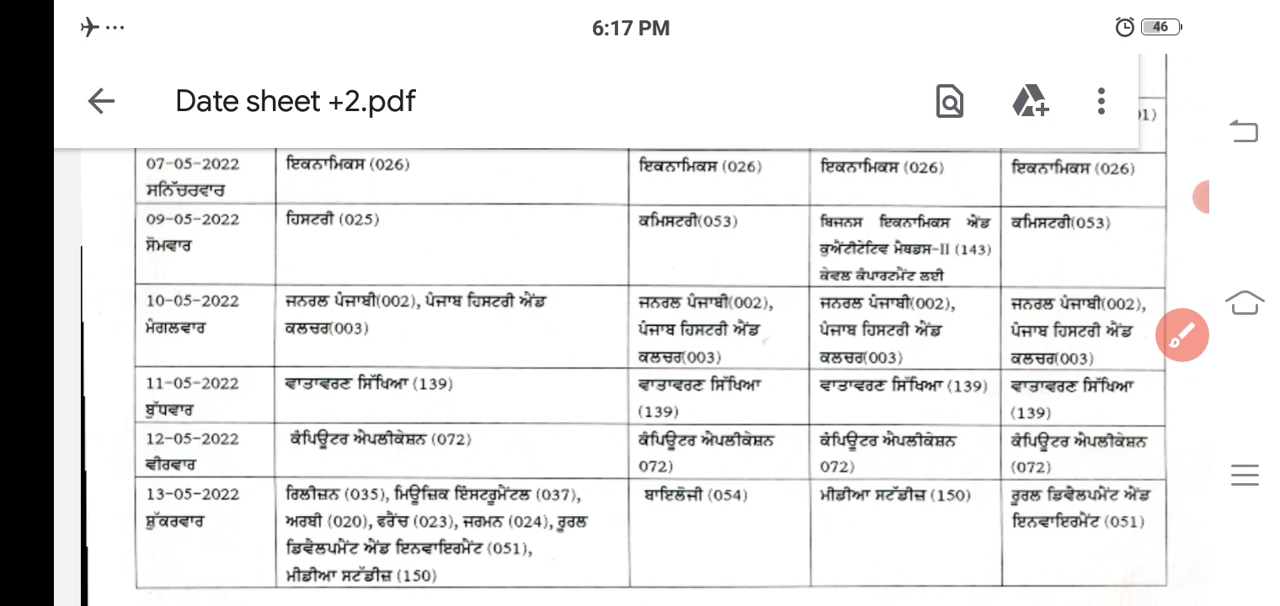 6:17 PM
46
Date sheet +2.pdf
07-05-2022
ਸਨਿੱਚਰਵਾਰ
ਇਕਨਾਮਿਕਸ (026)
ਇਕਨਾਮਿਕਸ (026)
ਇਕਨਾਮਿਕਸ (026)
ਇਕਨਾਮਿਕਸ (026)
09-05-2022
ਸੋਮਵਾਰ
ਹਿਸਟਰੀ (025)
ਕਮਿਸਟਰੀ(053)
ਬਿਜਨਸ ਇਕਨਾਮਿਕਸ ਐਂਡ
ਕੁਐਂਟੀਟੇਟਿਵ ਮੈਥਡਸ-II (143)
ਕੇਵਲ ਕੰਪਾਰਟਮੈਂਟ ਲਈ
ਕਮਿਸਟਰੀ(053)
10-05-2022
ਮੰਗਲਵਾਰ
ਜਨਰਲ ਪੰਜਾਬੀ(002), ਪੰਜਾਬ ਹਿਸਟਰੀ ਐਂਡ
ਕਲਚਰ(003)
ਜਨਰਲ ਪੰਜਾਬੀ(002),
ਪੰਜਾਬ ਹਿਸਟਰੀ ਐਂਡ
ਕਲਚਰ(003)
ਜਨਰਲ ਪੰਜਾਬੀ(002),
ਪੰਜਾਬ ਹਿਸਟਰੀ ਐਂਡ
ਕਲਚਰ(003)
ਜਨਰਲ ਪੰਜਾਬੀ(002),
ਪੰਜਾਬ ਹਿਸਟਰੀ ਐਂਡ
ਕਲਚਰ(003)
11-05-2022
ਬੁੱਧਵਾਰ
ਵਾਤਾਵਰਣ ਸਿੱਖਿਆ (139)
ਵਾਤਾਵਰਣ ਸਿੱਖਿਆ
(139)
ਵਾਤਾਵਰਣ ਸਿੱਖਿਆ (139)
ਵਾਤਾਵਰਣ ਸਿੱਖਿਆ
(139)
12-05-2022
ਵੀਰਵਾਰ
ਕੰਪਿਊਟਰ ਐਪਲੀਕੇਸ਼ਨ (072)
ਕੰਪਿਊਟਰ ਐਪਲੀਕੇਸ਼ਨ
072)
ਕੰਪਿਊਟਰ ਐਪਲੀਕੇਸ਼ਨ
072)
ਕੰਪਿਊਟਰ ਐਪਲੀਕੇਸ਼ਨ
(072)
13-05-2022
ਸ਼ੁੱਕਰਵਾਰ
ਰਿਲੀਜ਼ਨ (035), ਮਿਊਜ਼ਿਕ ਇੰਸਟਰੂਮੈਂਟਲ (037),
ਅਰਬੀ (020), ਫਰੈਂਚ (023), ਜਰਮਨ (024), ਰੂਰਲ
ਡਿਵੈਲਪਮੈਂਟ ਐਂਡ ਇਨਵਾਇਰਮੈਂਟ (051),
ਮੀਡੀਆ ਸਟੱਡੀਜ਼ (150)
ਬਾਇਲੋਜੀ (054)
ਮੀਡੀਆ ਸਟੱਡੀਜ਼ (150)
ਰੂਰਲ ਡਿਵੈਲਪਮੈਂਟ ਐਂਡ
ਇਨਵਾਇਰਮੈਂਟ (051)